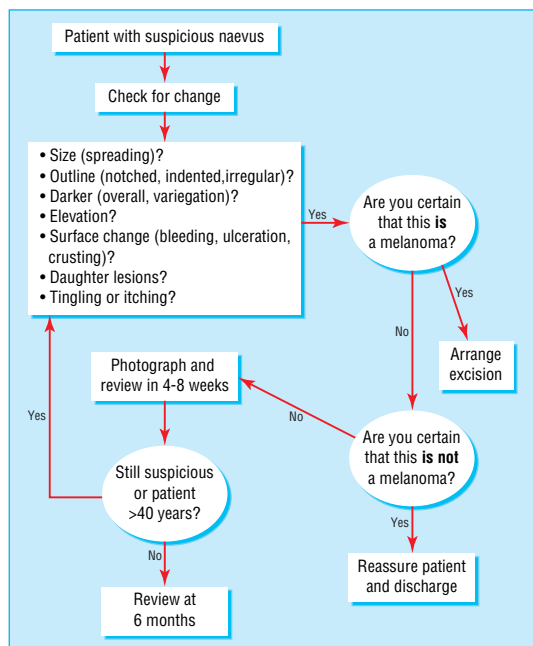 Patient with suspicious naevus
Check for change
• Size (spreading)?
• Outline (notched, indented,irregular)?
• Darker (overall, variegation)?
• Elevation?
• Surface change (bleeding, ulceration,
crusting)?
• Daughter lesions?
• Tingling or itching?
Yes
Are you certain
that this is
a melanoma?
Yes
Arrange
excision
No
Are you certain
that this is not
a melanoma?
Yes
Reassure patient
and discharge
No
Photograph and
review in 4-8 weeks
Still suspicious
or patient
>40 years?
Yes
No
Review at
6 months